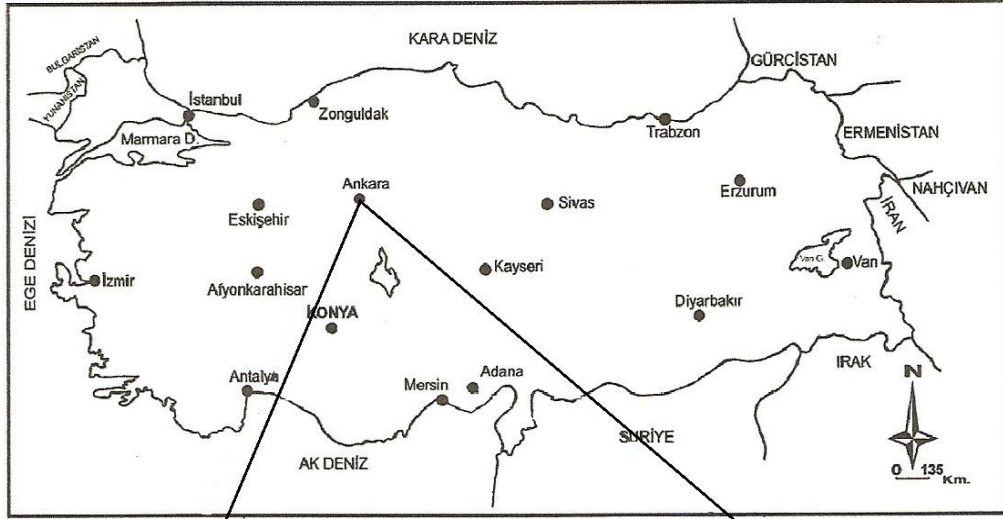 BULGARİSTAN
KARA DENİZ
GÜRCİSTAN
YUNANİSTAN
İstanbul
Zonguldak
Trabzon
ERMENİSTAN
Marmara D.
Ankara
Erzurum
NAHÇIVAN
Eskişehir
Sivas
İRAN
EGE DENİZİ
İzmir
Afyonkarahisar
Kayseri
Van G.
Van
KONYA
Diyarbakır
Antalya
Mersin
Adana
IRAK
N
AK DENİZ
SURİYE
0 135
Km.